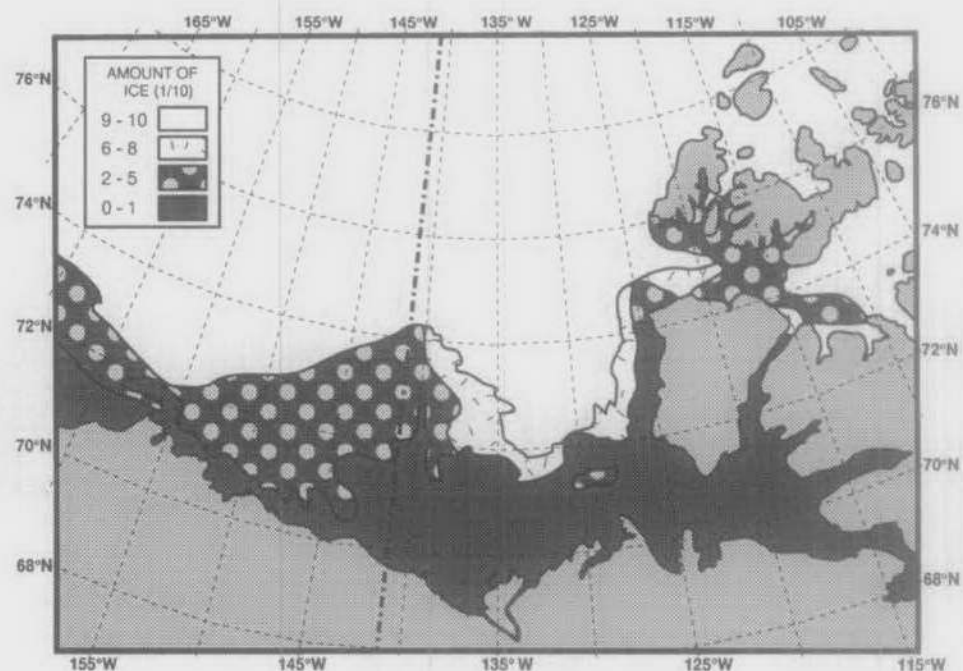 165°W 155°W 145°W 135°W 125°W 115°W 105°W
AMOUNT OF
ICE (1/10)
9 - 10
6 - 8
2 - 5
0 - 1
76°N
74°N
72°N
70°N
68°N
76°N
74°N
72°N
70°N
68°N
155°W 145°W 135°W 125°W 115°W